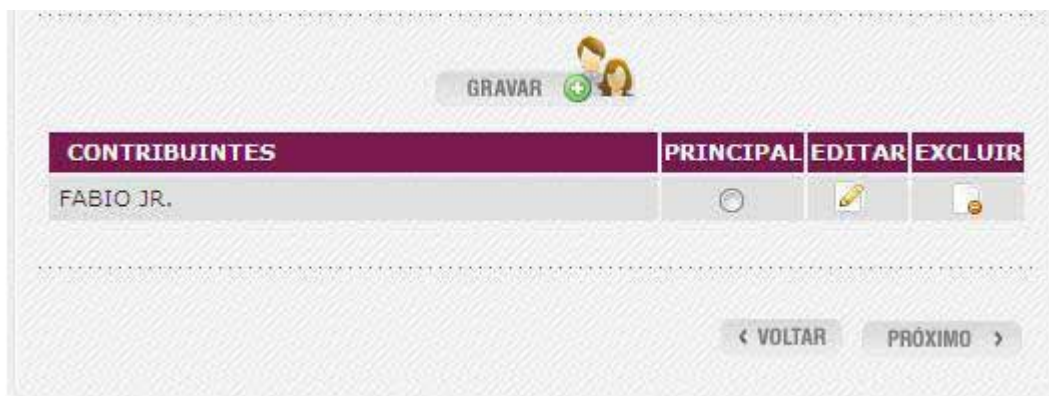 GRAVAR
CONTRIBUINTES PRINCIPAL EDITAR EXCLUIR
FABIO JR.
‹ VOLTAR PRÓXIMO ›